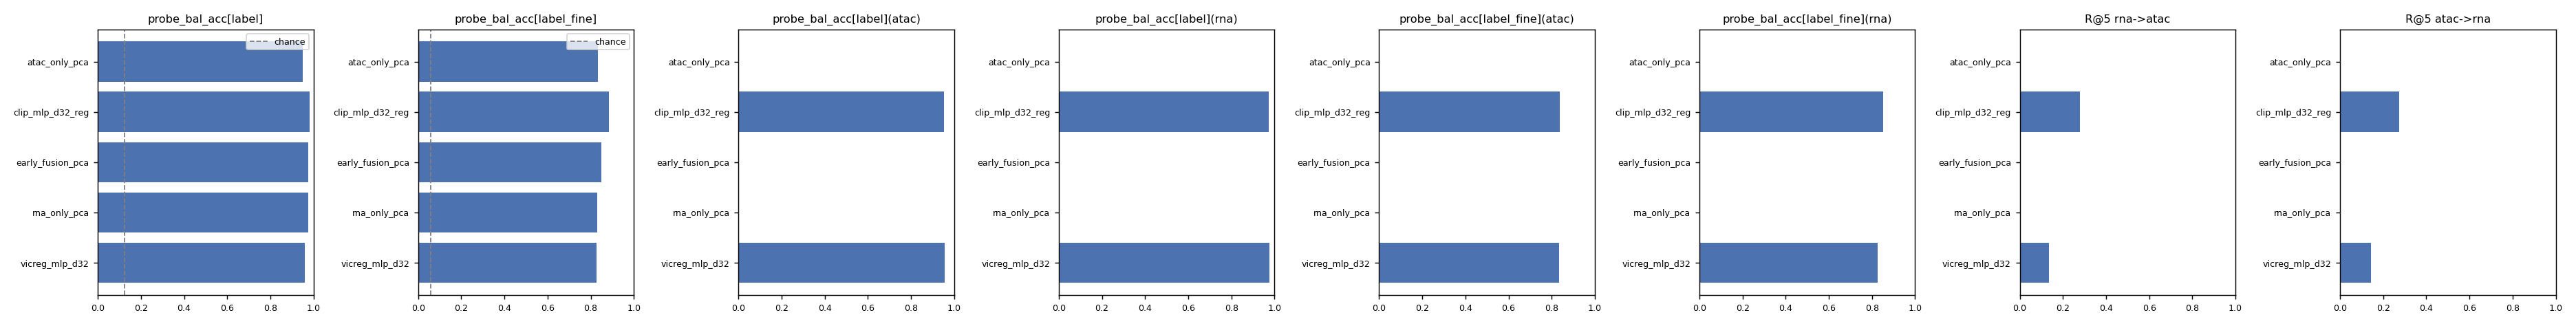 probe_bal_acc[label]
chance
atac_only_pca
clip_mlp_d32_reg
early_fusion_pca
rna_only_pca
vicreg_mlp_d32
0.0 0.2 0.4 0.6 0.8 1.0
probe_bal_acc[label_fine]
chance
atac_only_pca
clip_mlp_d32_reg
early_fusion_pca
rna_only_pca
vicreg_mlp_d32
0.0 0.2 0.4 0.6 0.8 1.0
probe_bal_acc[label](atac)
atac_only_pca
clip_mlp_d32_reg
early_fusion_pca
rna_only_pca
vicreg_mlp_d32
0.0 0.2 0.4 0.6 0.8 1.0
probe_bal_acc[label](rna)
atac_only_pca
clip_mlp_d32_reg
early_fusion_pca
rna_only_pca
vicreg_mlp_d32
0.0 0.2 0.4 0.6 0.8 1.0
probe_bal_acc[label_fine](atac)
atac_only_pca
clip_mlp_d32_reg
early_fusion_pca
rna_only_pca
vicreg_mlp_d32
0.0 0.2 0.4 0.6 0.8 1.0
probe_bal_acc[label_fine](rna)
atac_only_pca
clip_mlp_d32_reg
early_fusion_pca
rna_only_pca
vicreg_mlp_d32
0.0 0.2 0.4 0.6 0.8 1.0
R@5 rna->atac
atac_only_pca
clip_mlp_d32_reg
early_fusion_pca
rna_only_pca
vicreg_mlp_d32
0.0 0.2 0.4 0.6 0.8 1.0
R@5 atac->rna
atac_only_pca
clip_mlp_d32_reg
early_fusion_pca
rna_only_pca
vicreg_mlp_d32
0.0 0.2 0.4 0.6 0.8 1.0